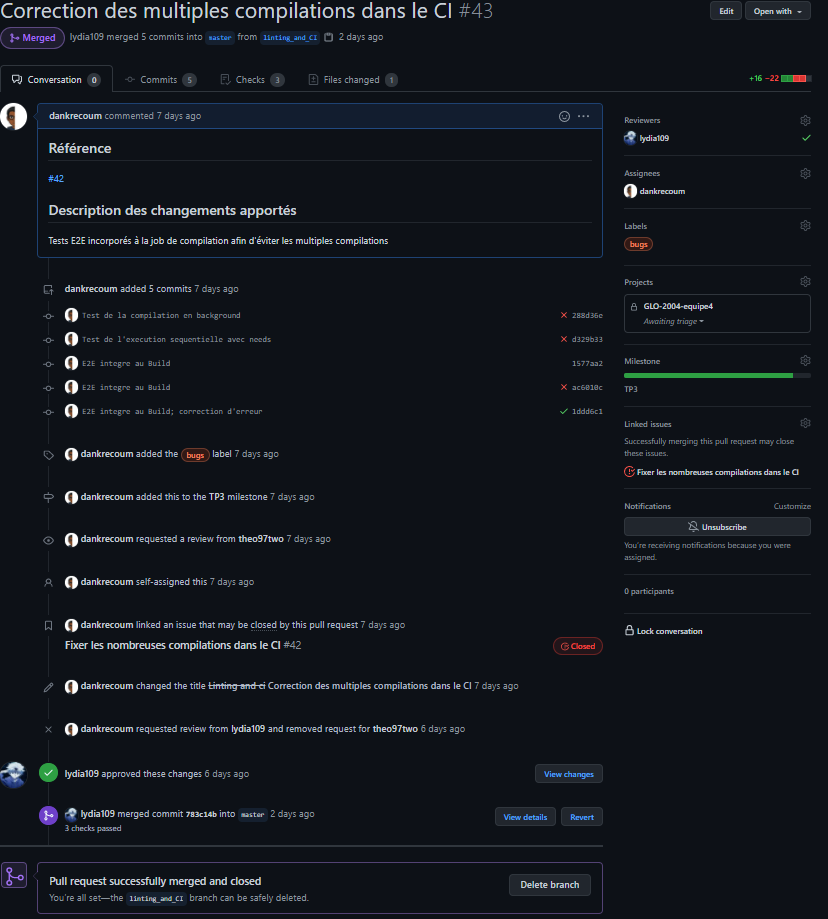 Correction des multiples compilations dans le CI #43
Edit
Open with
Merged
lydia109 merged 5 commits into master from linting_and_CI 2 days ago
Conversation 0
Commits 5
Checks 3
Files changed 1
+16 −22
dankrecoum commented 7 days ago
Référence
#42
Description des changements apportés
Tests E2E incorporés à la job de compilation afin d'éviter les multiples compilations
dankrecoum added 5 commits 7 days ago
Test de la compilation en background 288d36e
Test de l'execution sequentielle avec needs d329b33
E2E integre au Build 1577aa2
E2E integre au Build ac6010c
E2E integre au Build; correction d'erreur 1ddd6c1
dankrecoum added the bugs label 7 days ago
dankrecoum added this to the TP3 milestone 7 days ago
dankrecoum requested a review from theo97two 7 days ago
dankrecoum self-assigned this 7 days ago
dankrecoum linked an issue that may be closed by this pull request 7 days ago
Fixer les nombreuses compilations dans le CI #42
Closed
dankrecoum changed the title Linting and ci Correction des multiples compilations dans le CI 7 days ago
dankrecoum requested review from lydia109 and removed request for theo97two 6 days ago
lydia109 approved these changes 6 days ago
View changes
lydia109 merged commit 783c14b into master 2 days ago
3 checks passed
View details
Revert
Pull request successfully merged and closed
You're all set—the linting_and_CI branch can be safely deleted.
Delete branch
Reviewers
lydia109
Assignees
dankrecoum
Labels
bugs
Projects
GLO-2004-equipe4
Awaiting triage
Milestone
TP3
Linked issues
Successfully merging this pull request may close
these issues.
Fixer les nombreuses compilations dans le CI
Notifications
Customize
Unsubscribe
You're receiving notifications because you were
assigned.
0 participants
Lock conversation